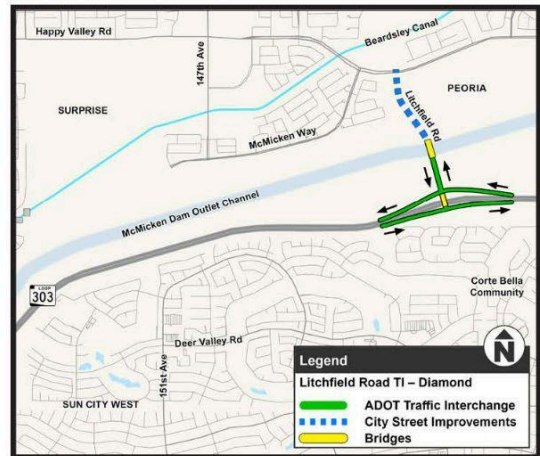 Happy Valley Rd
147th Ave
Beardsley Canal
PEORIA
SURPRISE
Litchfield Rd
McMicken Way
McMicken Dam Outlet Channel
LOOP
303
Corte Bella
Community
Deer Valley Rd
151st Ave
SUN CITY WEST
N
Legend
Litchfield Road TI – Diamond
ADOT Traffic Interchange
City Street Improvements
Bridges